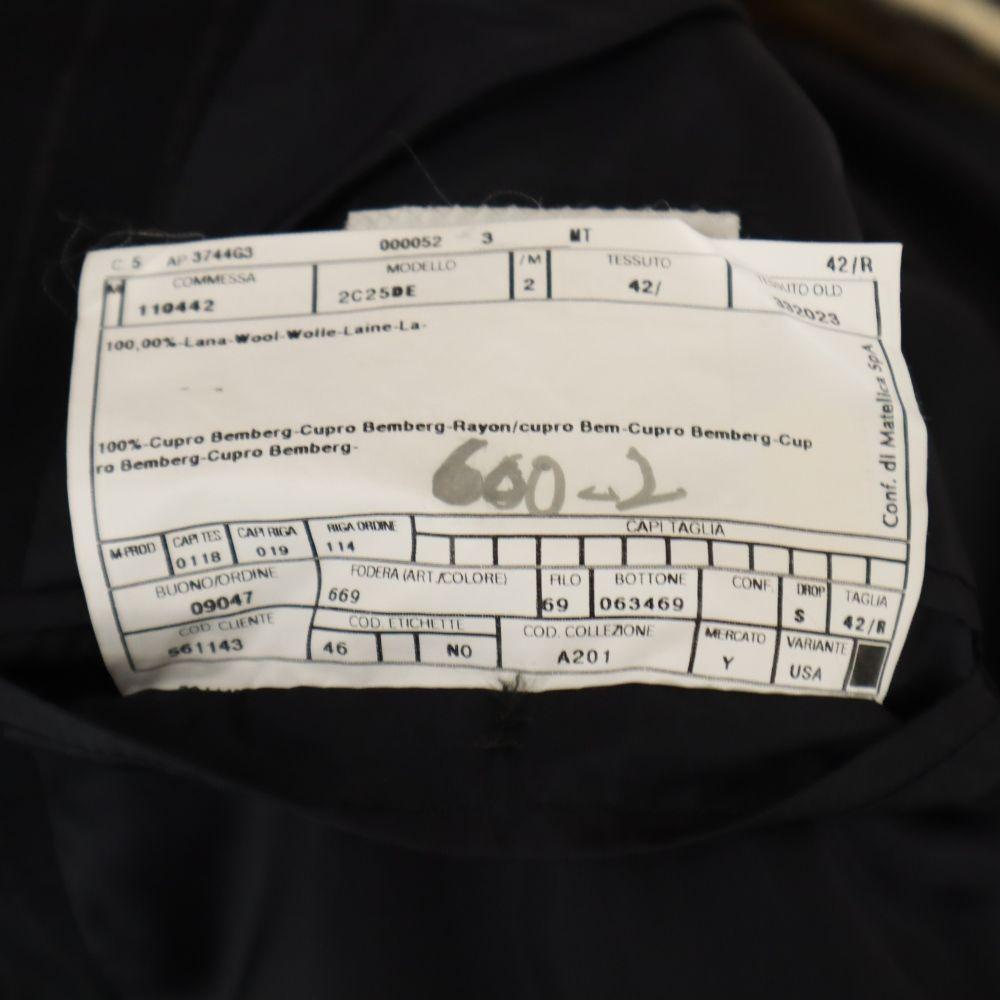 C. 5 AP 3744G3 000052 3 MT 42/R
M COMMESSA MODELLO /M TESSUTO TESSUTO OLD
110442 2C25DE 2 42/ 332023
100,00%-Lana-Wool-Wolle-Laine-La-
100%-Cupro Bemberg-Cupro Bemberg-Rayon/cupro Bem-Cupro Bemberg-Cup
ro Bemberg-Cupro Bemberg-
600-2
Conf. di Matelica SpA
M-PROD CAPI TES CAPI RIGA RIGA ORDINE CAPI TAGLIA
0118 019 114
BUONO/ORDINE FODERA (ART./COLORE) FILO BOTTONE CONF. DROP TAGLIA
09047 669 69 063469 S 42/R
COD. CLIENTE COD. ETICHETTE COD. COLLEZIONE MERCATO VARIANTE
561143 46 NO A201 Y USA